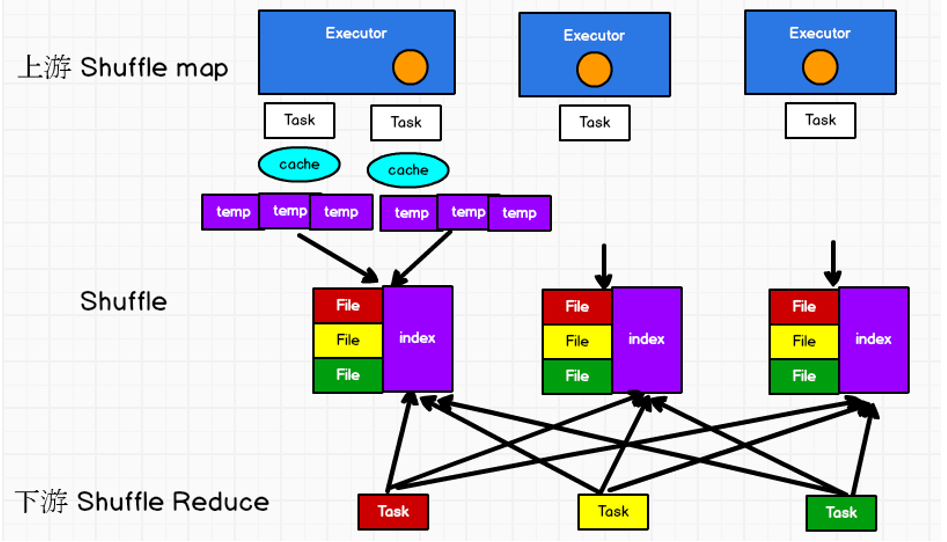 Executor
Executor
Executor
上游 Shuffle map
Task
Task
Task
Task
cache
cache
temp
temp
temp
temp
temp
temp
Shuffle
File
File
File
index
File
File
File
index
File
File
File
index
下游 Shuffle Reduce
Task
Task
Task